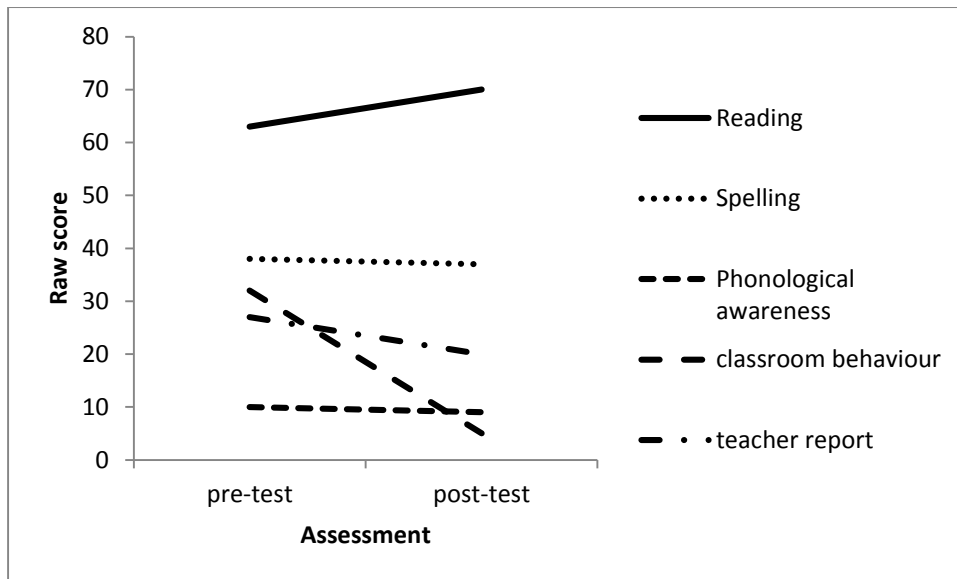 80
70
60
50
40
30
20
10
0
Raw score
pre-test
post-test
Assessment
Reading
Spelling
Phonological
awareness
classroom behaviour
teacher report